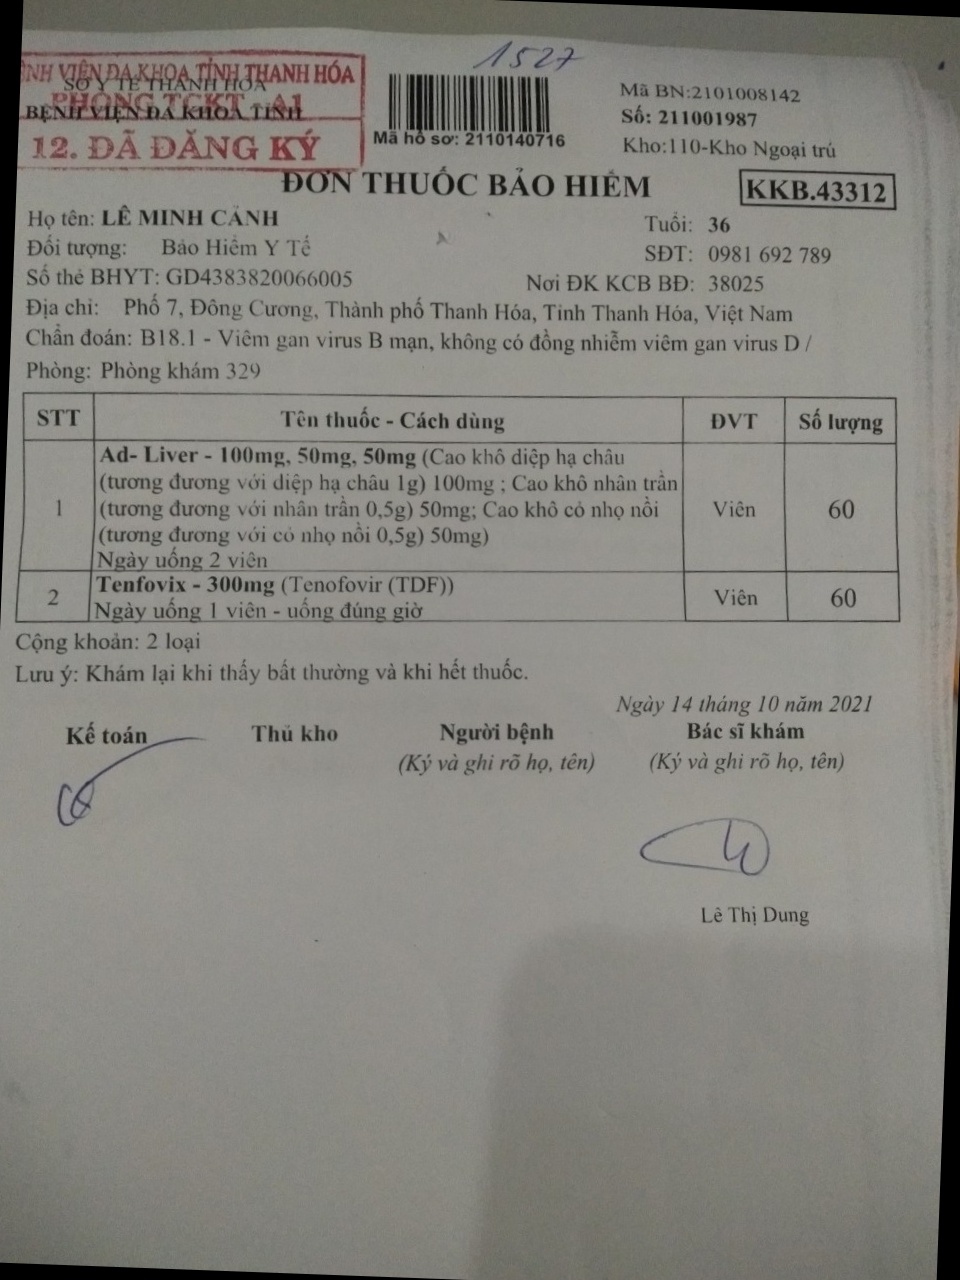 1527
BỆNH VIỆN ĐA KHOA TỈNH THANH HÓA
PHÒNG TCKT - A1
12. ĐÃ ĐĂNG KÝ
SỞ Y TẾ THANH HÓA
BỆNH VIỆN ĐA KHOA TỈNH
Mã hồ sơ: 2110140716
Mã BN:2101008142
Số: 211001987
Kho:110-Kho Ngoại trú
ĐƠN THUỐC BẢO HIỂM
KKB.43312
Họ tên: LÊ MINH CẢNH
Tuổi: 36
Đối tượng: Bảo Hiểm Y Tế
SĐT: 0981 692 789
Số thẻ BHYT: GD4383820066005
Nơi ĐK KCB BĐ: 38025
Địa chỉ: Phố 7, Đông Cương, Thành phố Thanh Hóa, Tỉnh Thanh Hóa, Việt Nam
Chẩn đoán: B18.1 - Viêm gan virus B mạn, không có đồng nhiễm viêm gan virus D /
Phòng: Phòng khám 329
STT Tên thuốc - Cách dùng ĐVT Số lượng
1 Ad- Liver - 100mg, 50mg, 50mg (Cao khô diệp hạ châu
(tương đương với diệp hạ châu 1g) 100mg ; Cao khô nhân trần
(tương đương với nhân trần 0,5g) 50mg; Cao khô cỏ nhọ nồi
(tương đương với cỏ nhọ nồi 0,5g) 50mg)
Ngày uống 2 viên
Viên 60
2 Tenfovix - 300mg (Tenofovir (TDF))
Ngày uống 1 viên - uống đúng giờ
Viên 60
Cộng khoản: 2 loại
Lưu ý: Khám lại khi thấy bất thường và khi hết thuốc.
Ngày 14 tháng 10 năm 2021
Kế toán Thủ kho Người bệnh Bác sĩ khám
(Ký và ghi rõ họ, tên) (Ký và ghi rõ họ, tên)
Lê Thị Dung